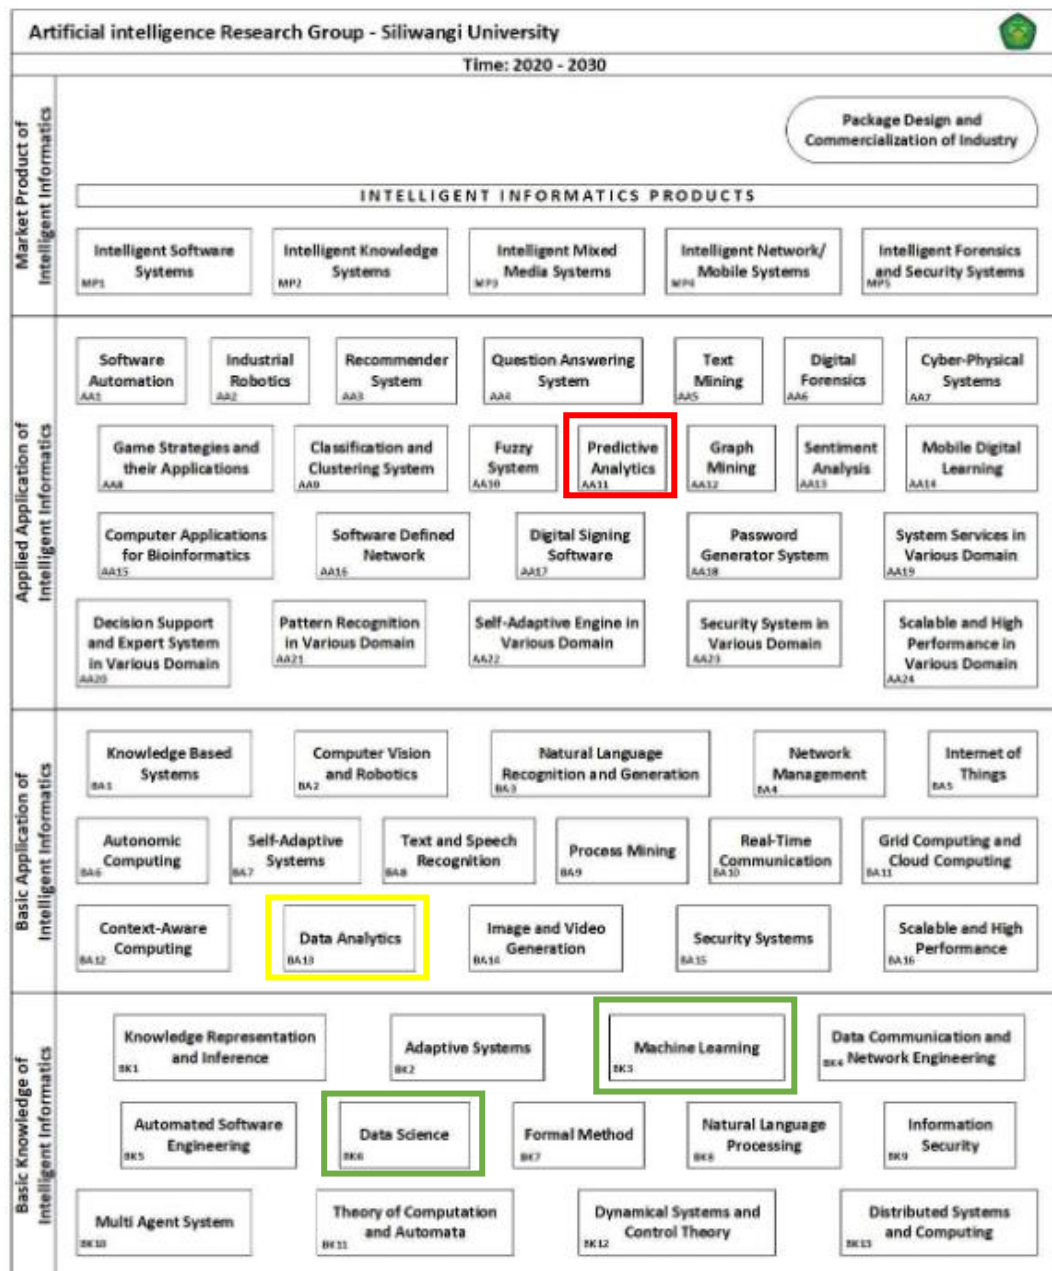 Artificial intelligence Research Group - Siliwangi University
Time: 2020 - 2030
Market Product of
Intelligent Informatics
Package Design and
Commercialization of Industry
INTELLIGENT INFORMATICS PRODUCTS
Intelligent Software
Systems
MP1
Intelligent Knowledge
Systems
MP2
Intelligent Mixed
Media Systems
MP3
Intelligent Network/
Mobile Systems
MP4
Intelligent Forensics
and Security Systems
MP5
Applied Application of
Intelligent Informatics
Software
Automation
AA1
Industrial
Robotics
AA2
Recommender
System
AA3
Question Answering
System
AA4
Text
Mining
AA5
Digital
Forensics
AA6
Cyber-Physical
Systems
AA7
Game Strategies and
their Applications
AA8
Classification and
Clustering System
AA9
Fuzzy
System
AA10
Predictive
Analytics
AA11
Graph
Mining
AA12
Sentiment
Analysis
AA13
Mobile Digital
Learning
AA14
Computer Applications
for Bioinformatics
AA15
Software Defined
Network
AA16
Digital Signing
Software
AA17
Password
Generator System
AA18
System Services in
Various Domain
AA19
Decision Support
and Expert System
in Various Domain
AA20
Pattern Recognition
in Various Domain
AA21
Self-Adaptive Engine in
Various Domain
AA22
Security System in
Various Domain
AA23
Scalable and High
Performance in
Various Domain
AA24
Basic Application of
Intelligent Informatics
Knowledge Based
Systems
BA1
Computer Vision
and Robotics
BA2
Natural Language
Recognition and Generation
BA3
Network
Management
BA4
Internet of
Things
BA5
Autonomic
Computing
BA6
Self-Adaptive
Systems
BA7
Text and Speech
Recognition
BA8
Process Mining
BA9
Real-Time
Communication
BA10
Grid Computing and
Cloud Computing
BA11
Context-Aware
Computing
BA12
Data Analytics
BA13
Image and Video
Generation
BA14
Security Systems
BA15
Scalable and High
Performance
BA16
Basic Knowledge of
Intelligent Informatics
Knowledge Representation
and Inference
BK1
Adaptive Systems
BK2
Machine Learning
BK3
Data Communication and
Network Engineering
BK4
Automated Software
Engineering
BK5
Data Science
BK6
Formal Method
BK7
Natural Language
Processing
BK8
Information
Security
BK9
Multi Agent System
BK10
Theory of Computation
and Automata
BK11
Dynamical Systems and
Control Theory
BK12
Distributed Systems
and Computing
BK13